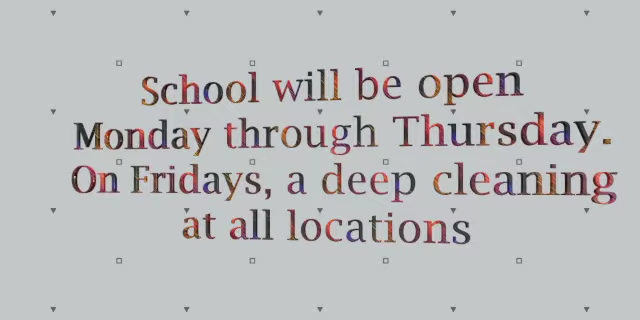 School will be open
Monday through Thursday.
On Fridays, a deep cleaning
at all locations